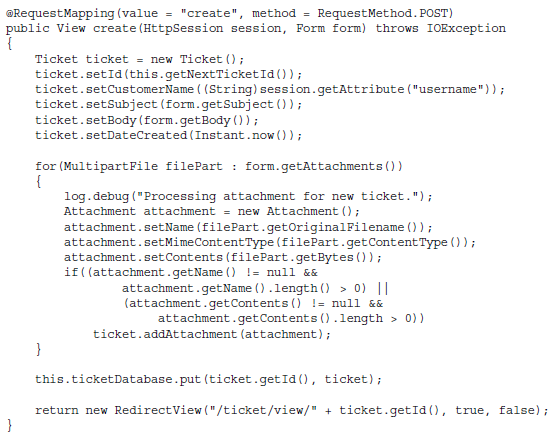 @RequestMapping(value = "create", method = RequestMethod.POST)
public View create(HttpSession session, Form form) throws IOException
{
    Ticket ticket = new Ticket();
    ticket.setId(this.getNextTicketId());
    ticket.setCustomerName((String)session.getAttribute("username"));
    ticket.setSubject(form.getSubject());
    ticket.setBody(form.getBody());
    ticket.setDateCreated(Instant.now());

    for(MultipartFile filePart : form.getAttachments())
    {
        log.debug("Processing attachment for new ticket.");
        Attachment attachment = new Attachment();
        attachment.setName(filePart.getOriginalFilename());
        attachment.setMimeContentType(filePart.getContentType());
        attachment.setContents(filePart.getBytes());
        if((attachment.getName() != null &&
                attachment.getName().length() > 0) ||
                (attachment.getContents() != null &&
                     attachment.getContents().length > 0))
            ticket.addAttachment(attachment);
    }

    this.ticketDatabase.put(ticket.getId(), ticket);

    return new RedirectView("/ticket/view/" + ticket.getId(), true, false);
}